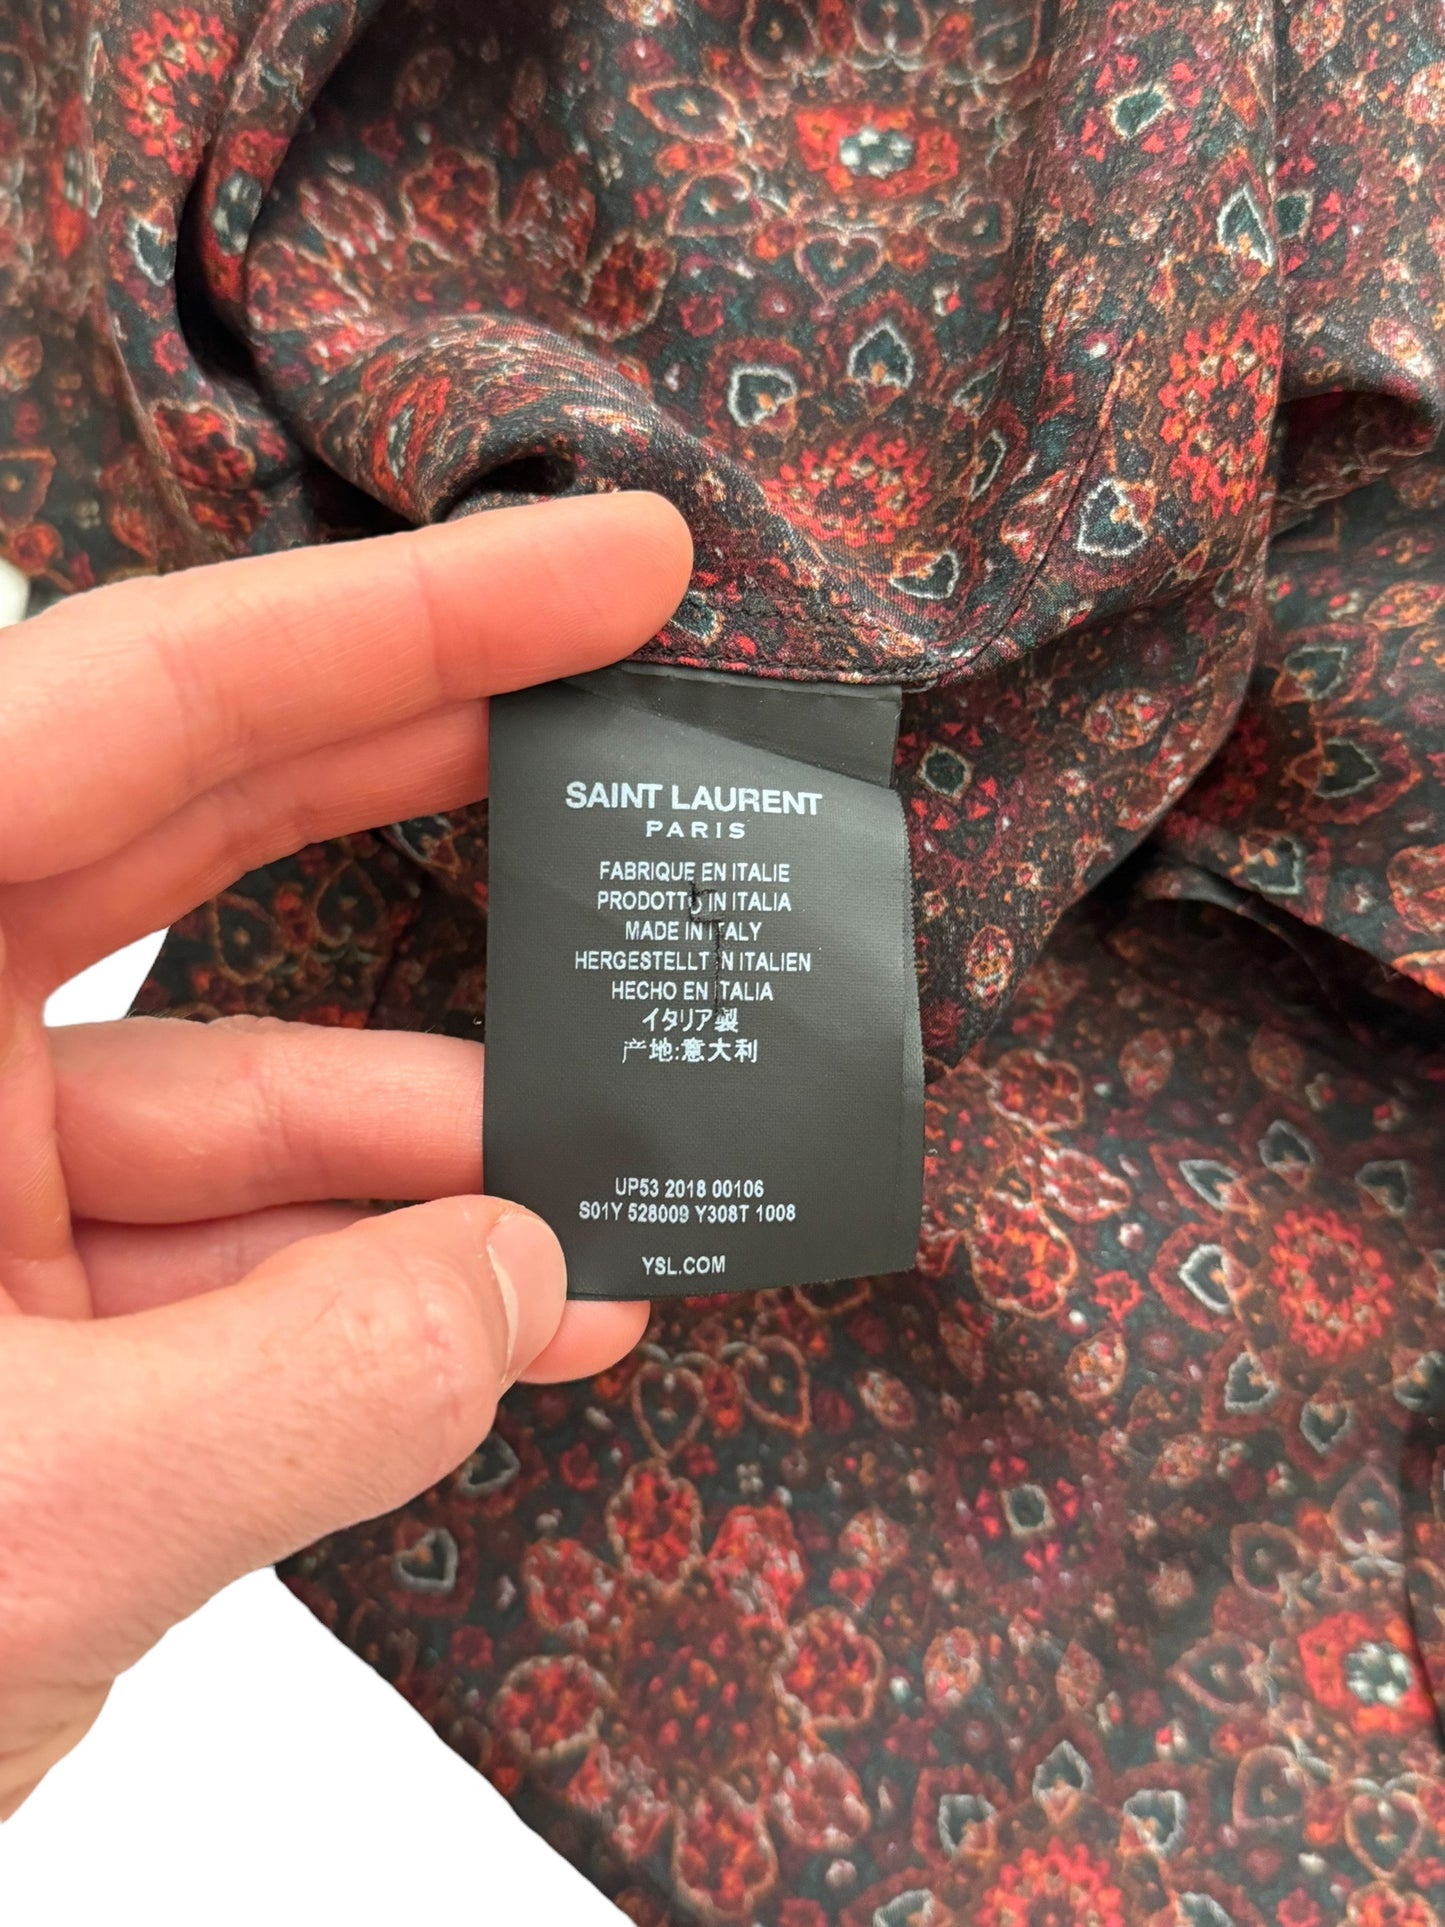 SAINT LAURENT
PARIS
FABRIQUE EN ITALIE
PRODOTTO IN ITALIA
MADE IN ITALY
HERGESTELLT IN ITALIEN
HECHO EN ITALIA
イタリア製
产地:意大利
UP53 2018 00106
S01Y 528009 Y308T 1008
YSL.COM